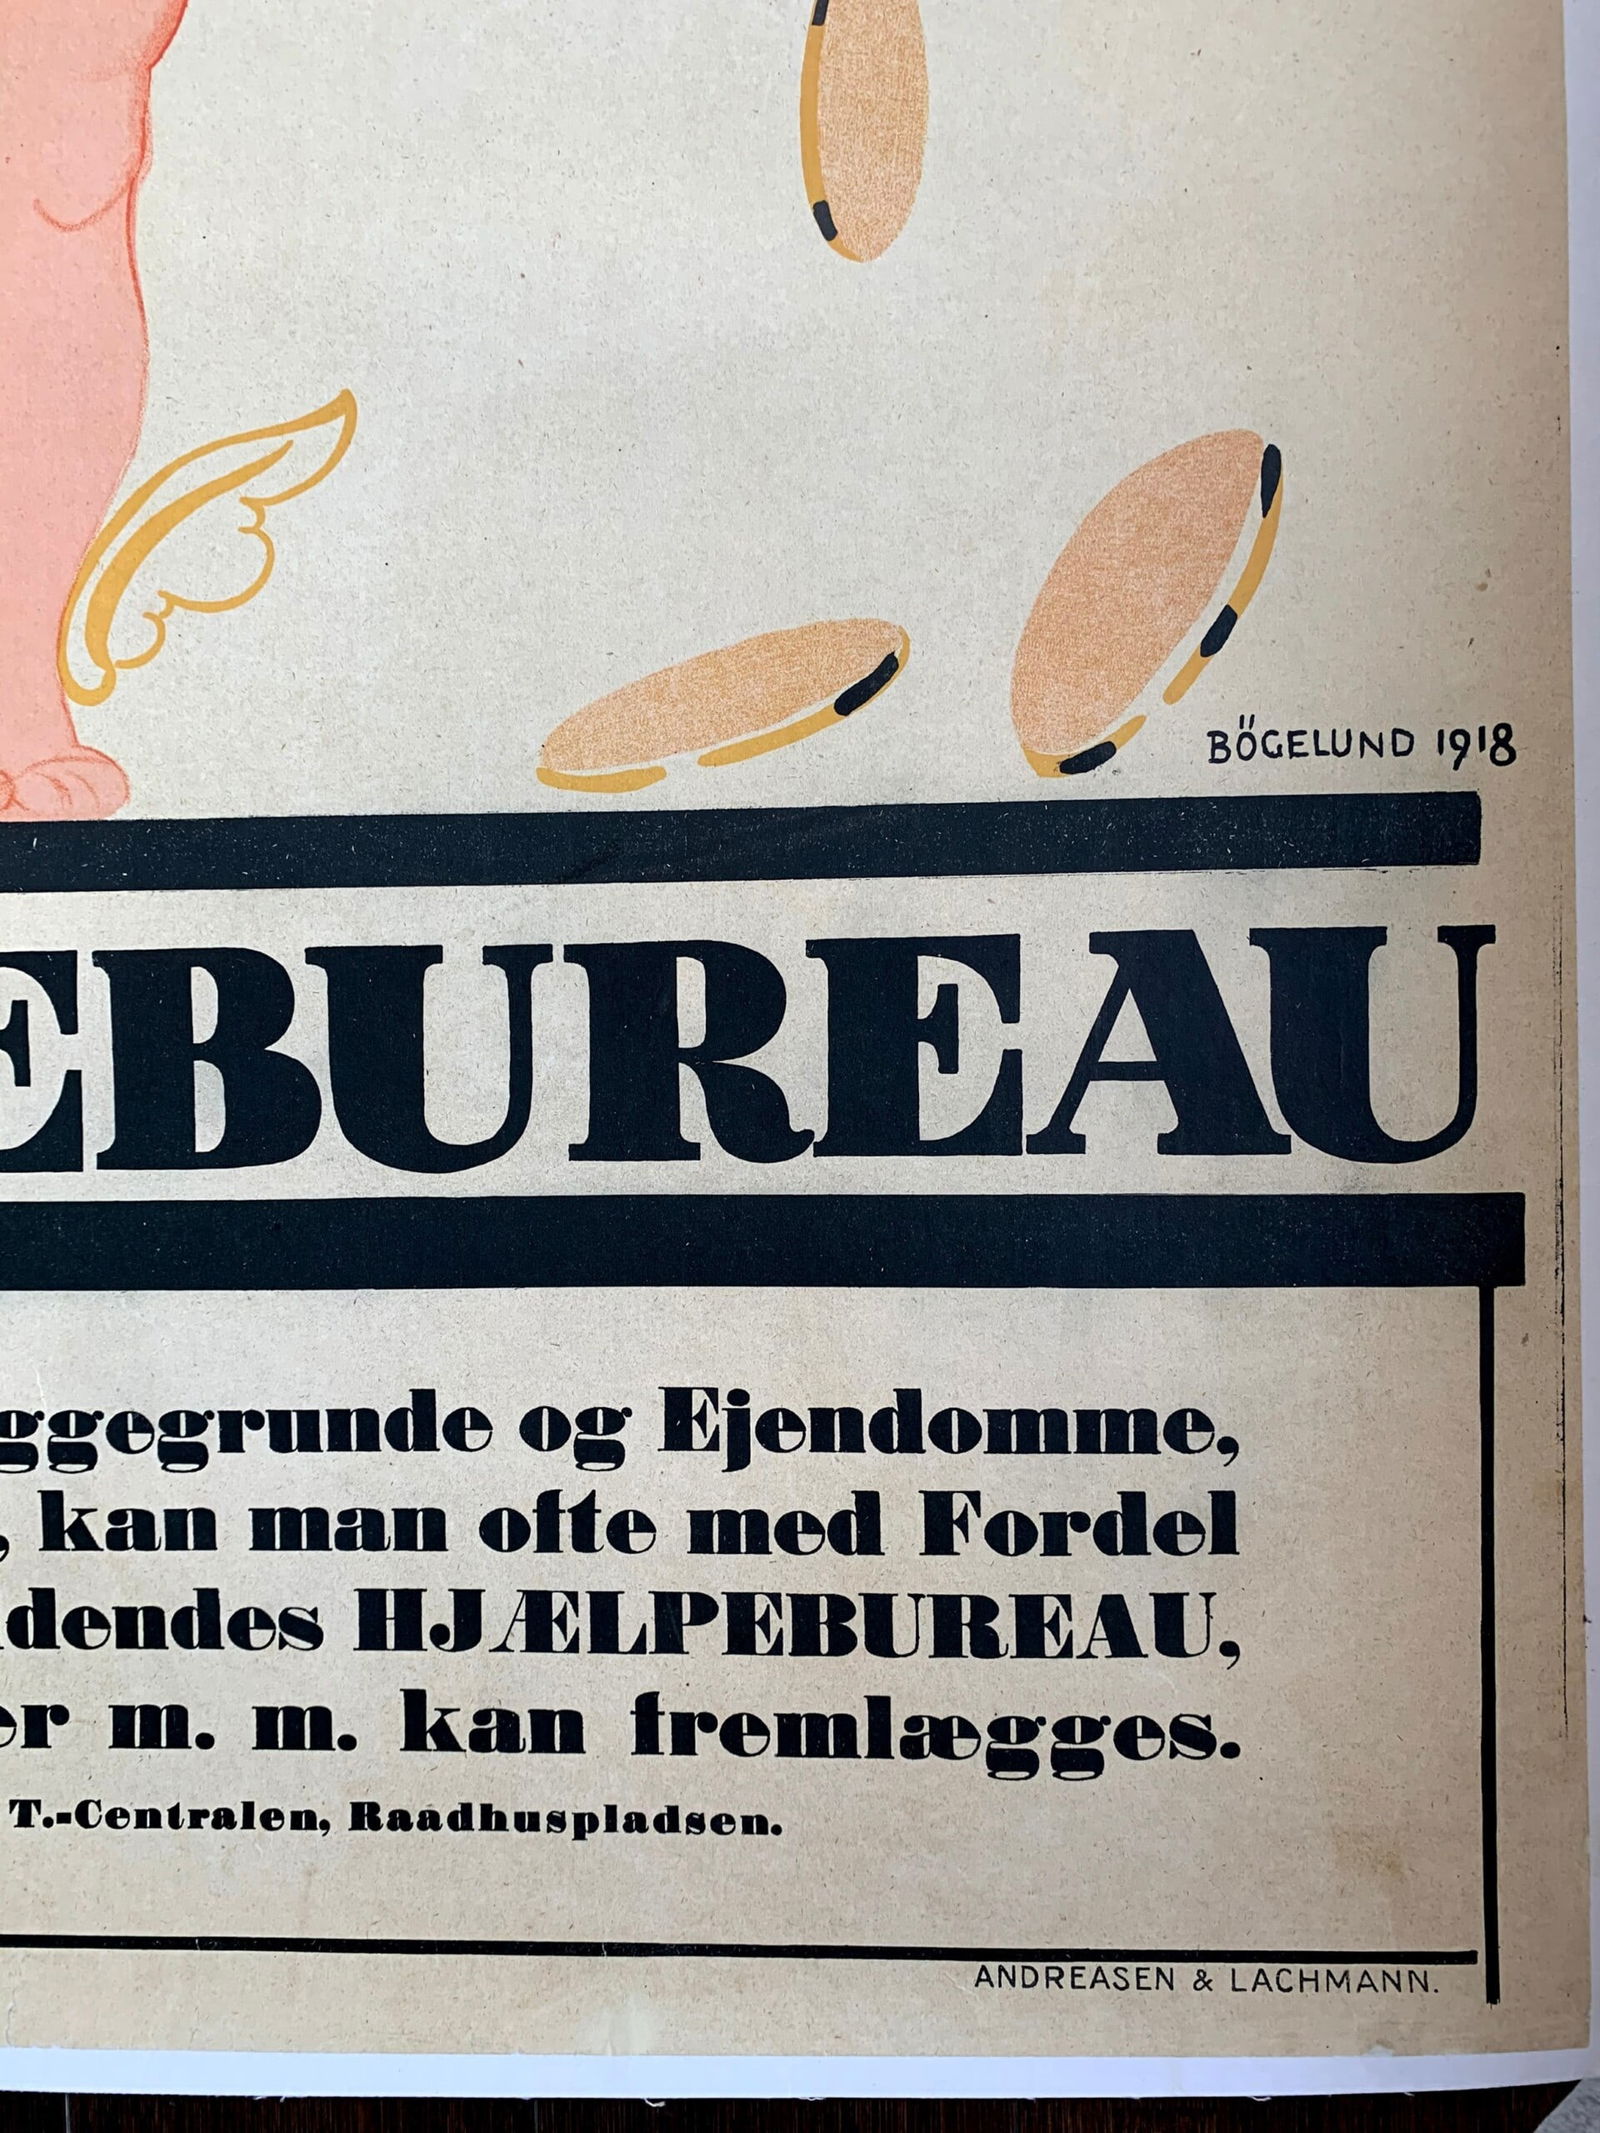 BÖGELUND 1918
EBUREAU
ggegrunde og Ejendomme,
, kan man ofte med Fordel
dendes HJÆLPEBUREAU,
er m. m. kan fremlægges.
T.-Centralen, Raadhuspladsen.
ANDREASEN & LACHMANN.